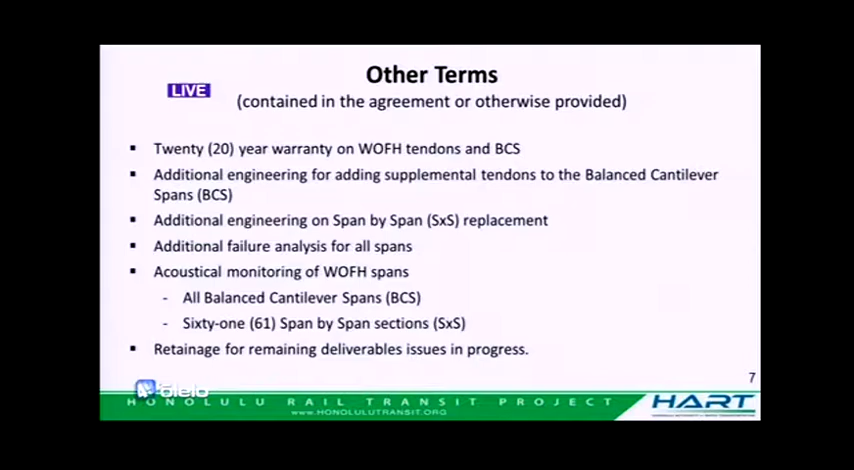 Other Terms
LIVE
(contained in the agreement or otherwise provided)
▪ Twenty (20) year warranty on WOFH tendons and BCS
▪ Additional engineering for adding supplemental tendons to the Balanced Cantilever
Spans (BCS)
▪ Additional engineering on Span by Span (SxS) replacement
▪ Additional failure analysis for all spans
▪ Acoustical monitoring of WOFH spans
- All Balanced Cantilever Spans (BCS)
- Sixty-one (61) Span by Span sections (SxS)
▪ Retainage for remaining deliverables issues in progress.
7
ʻōlelo
HONOLULU RAIL TRANSIT PROJECT
www.HONOLULUTRANSIT.ORG
HART